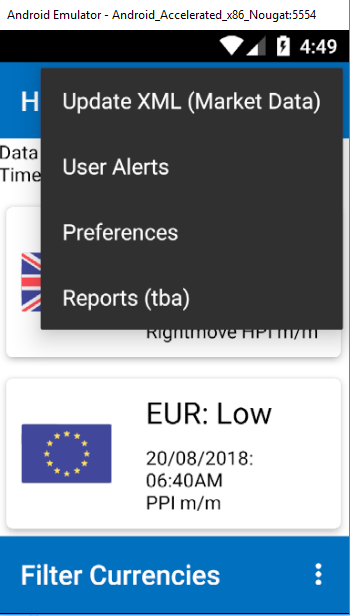 Android Emulator - Android_Accelerated_x86_Nougat:5554
4:49
H
Update XML (Market Data)
Data
Time
User Alerts
Preferences
Reports (tba)
Rightmove HPI m/m
EUR: Low
20/08/2018:
06:40AM
PPI m/m
Filter Currencies